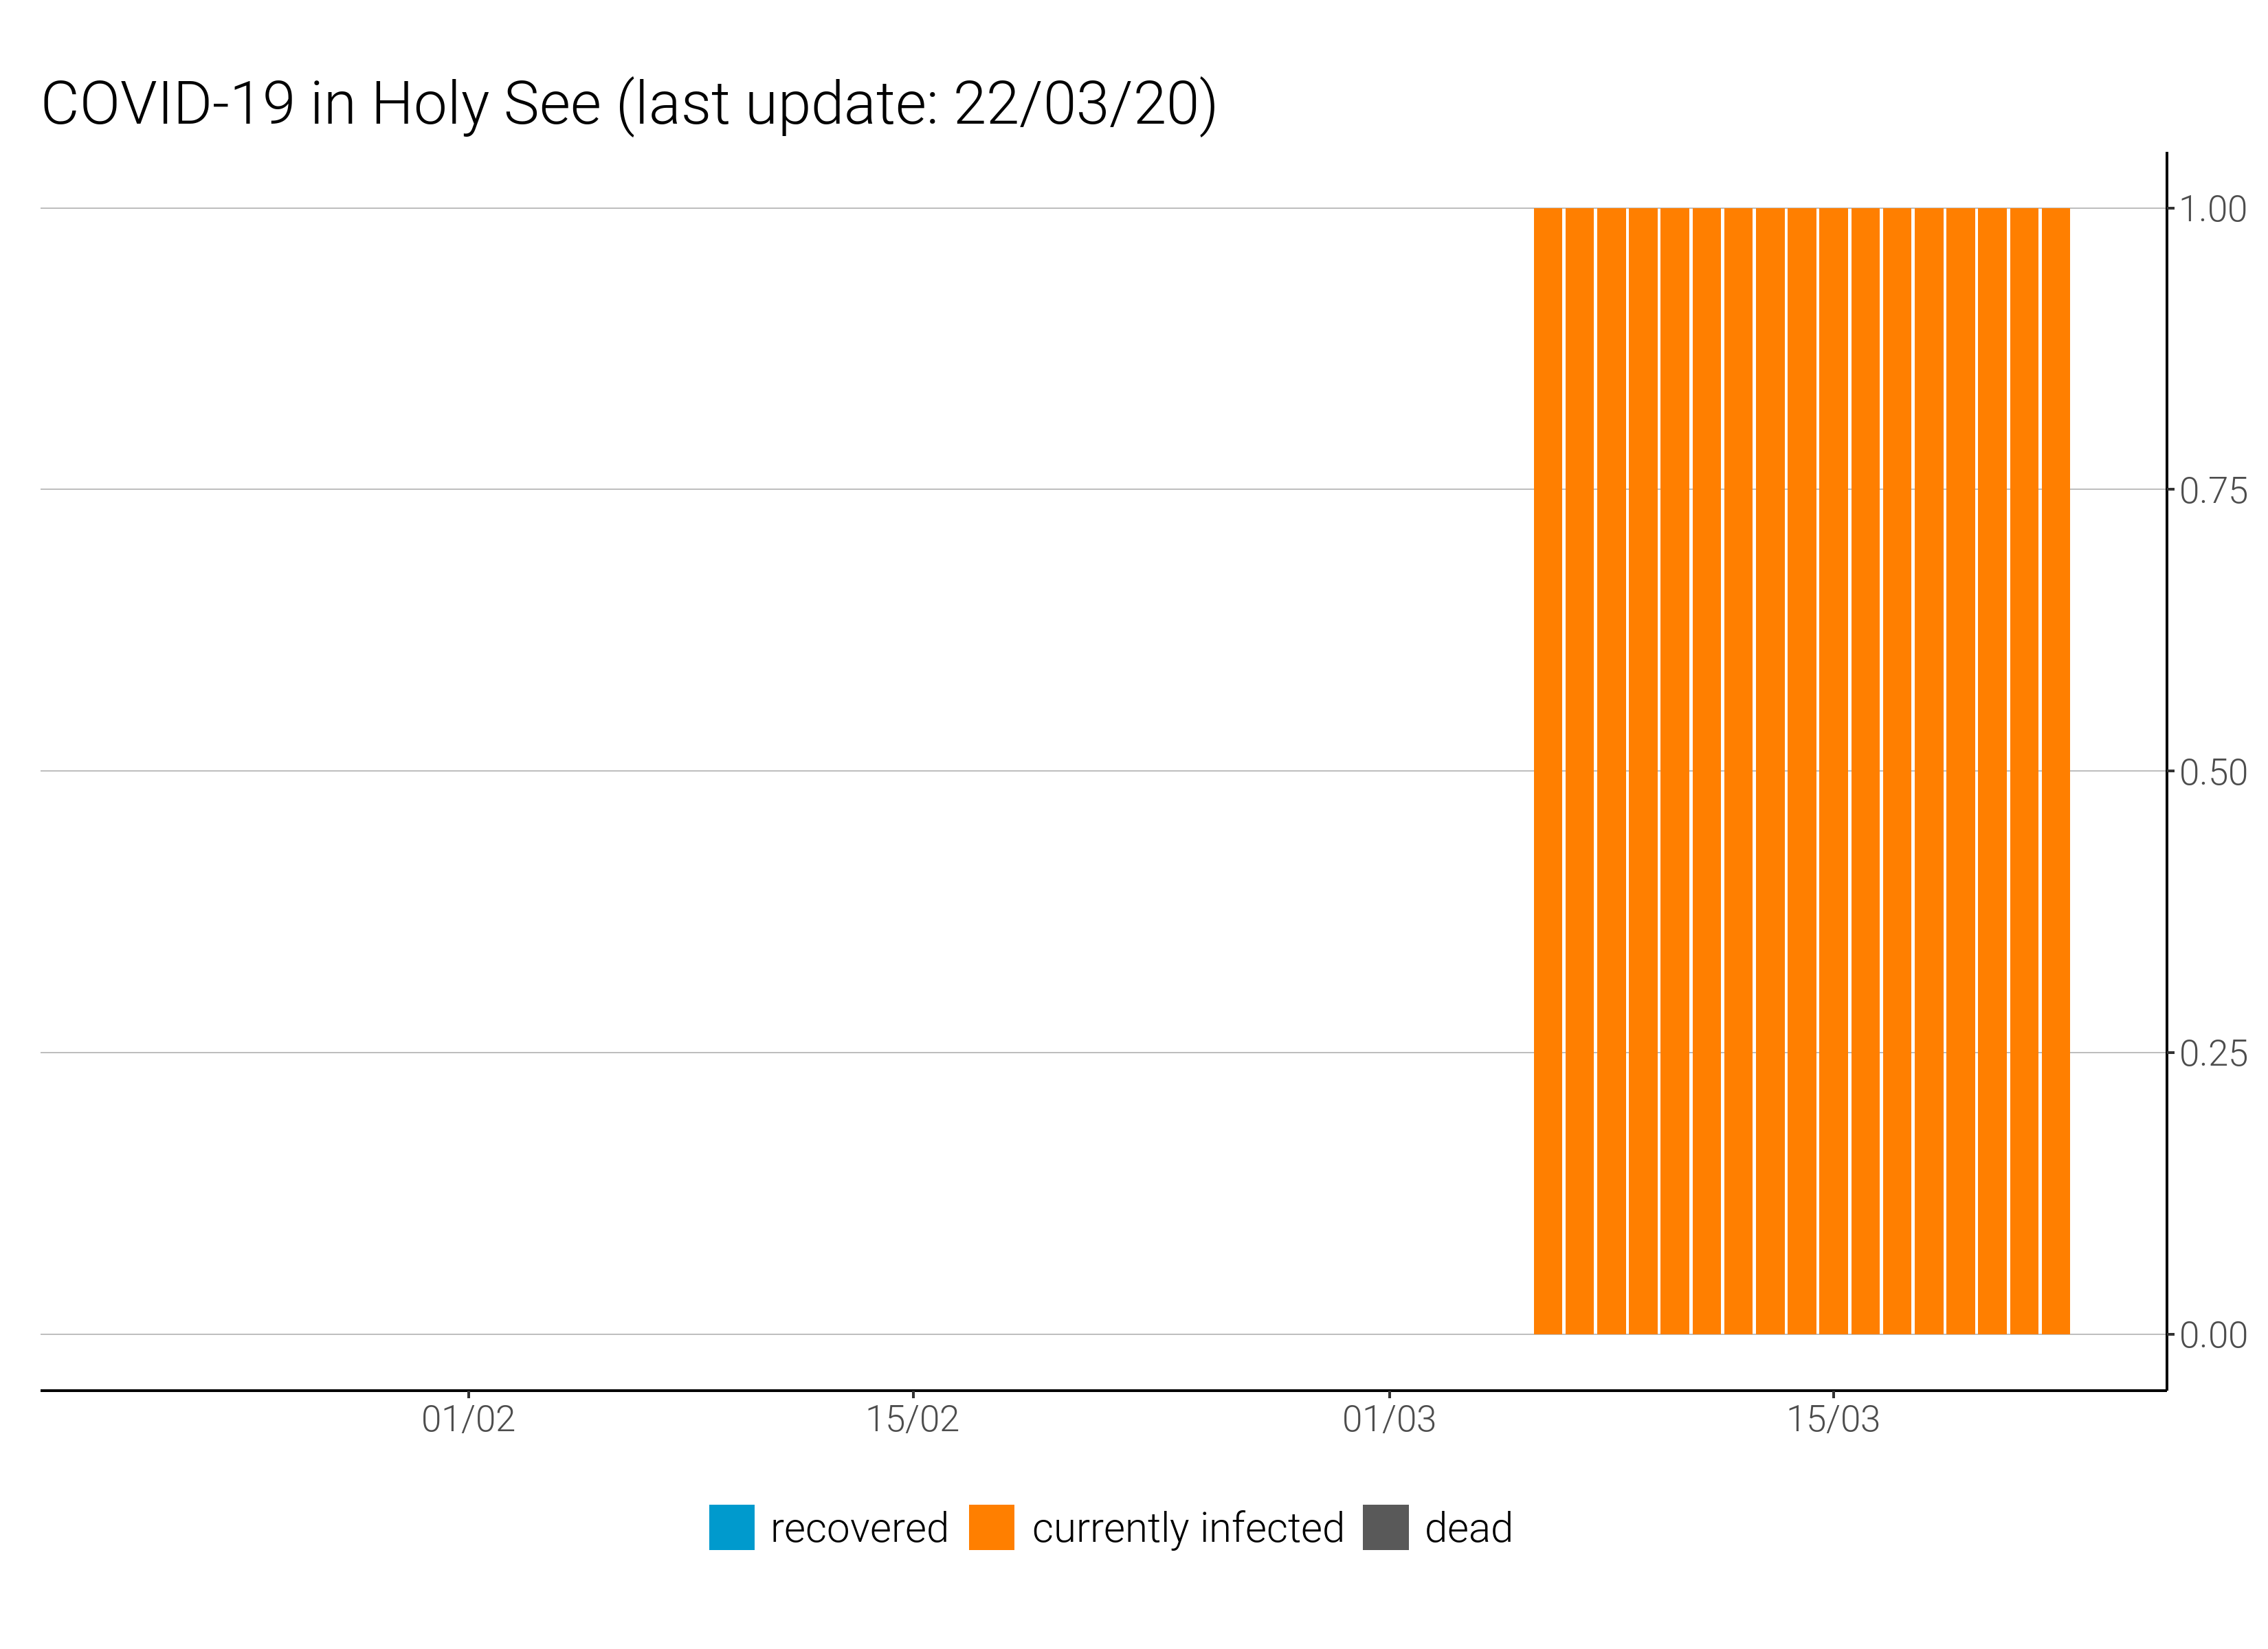 COVID-19 in Holy See (last update: 22/03/20)
1.00
0.75
0.50
0.25
0.00
01/02 15/02 01/03 15/03
recovered currently infected dead